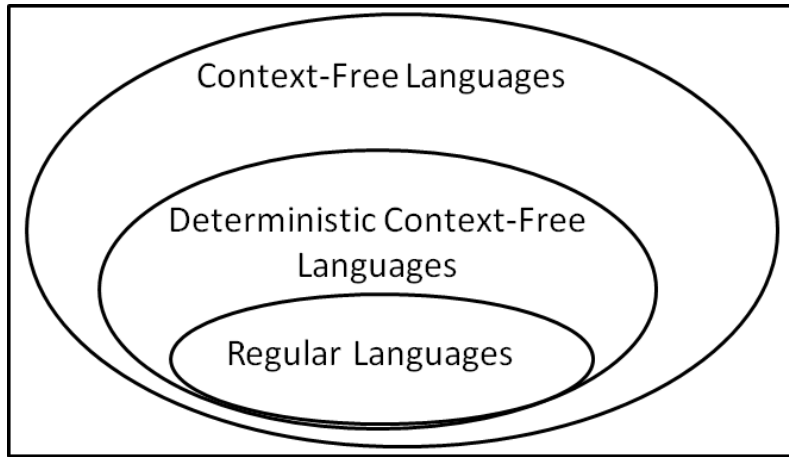 Context-Free Languages
Deterministic Context-Free
Languages
Regular Languages